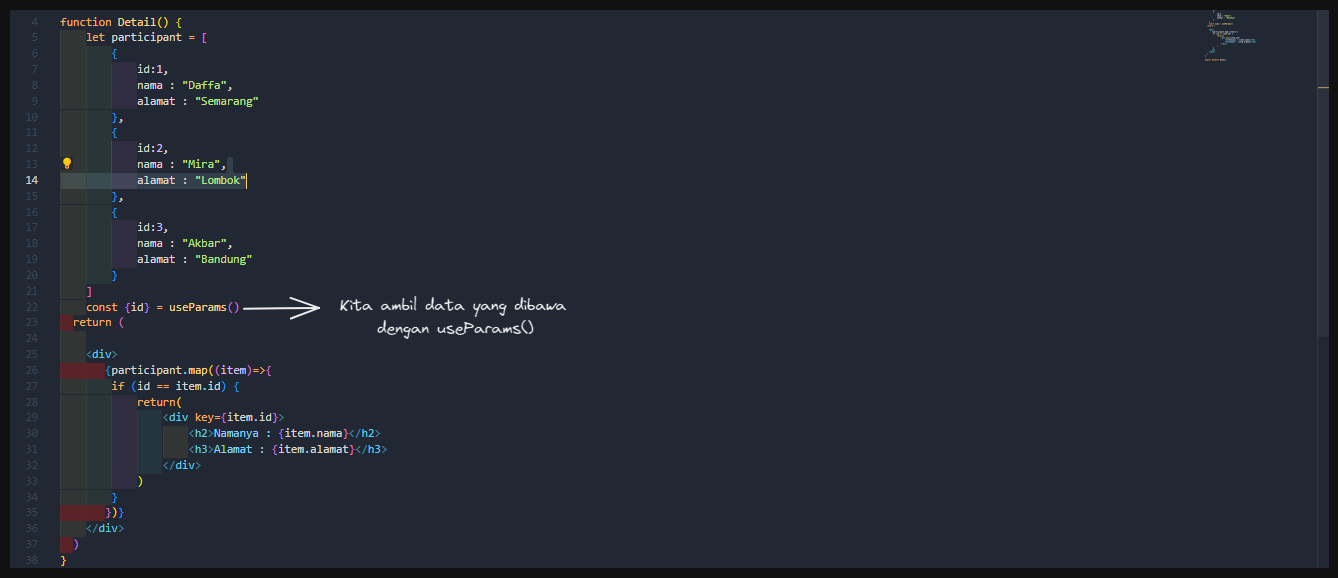 4 function Detail() {
5 let participant = [
6 {
7 id:1,
8 nama : "Daffa",
9 alamat : "Semarang"
10 },
11 {
12 id:2,
13 nama : "Mira",
14 alamat : "Lombok"
15 },
16 {
17 id:3,
18 nama : "Akbar",
19 alamat : "Bandung"
20 }
21 ]
22 const {id} = useParams() Kita ambil data yang dibawa
dengan useParams()
23 return (
24
25 <div>
26 {participant.map((item)=>{
27 if (id == item.id) {
28 return(
29 <div key={item.id}>
30 <h2>Namanya : {item.nama}</h2>
31 <h3>Alamat : {item.alamat}</h3>
32 </div>
33 )
34 }
35 })}
36 </div>
37 )
38 }